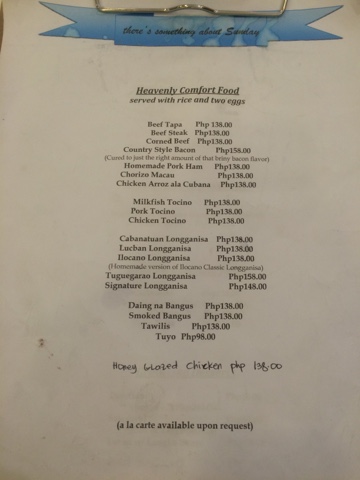 there's something about Sunday
Heavenly Comfort Food
served with rice and two eggs
Beef Tapa Php 138.00
Beef Steak Php138.00
Corned Beef Php138.00
Country Style Bacon Php158.00
(Cured to just the right amount of that briny bacon flavor)
Homemade Pork Ham Php138.00
Chorizo Macau Php138.00
Chicken Arroz ala Cubana Php138.00
Milkfish Tocino Php138.00
Pork Tocino Php138.00
Chicken Tocino Php138.00
Cabanatuan Longganisa Php138.00
Lucban Longganisa Php138.00
Ilocano Longganisa Php138.00
(Homemade version of Ilocano Classic Longganisa)
Tuguegarao Longganisa Php158.00
Signature Longganisa Php148.00
Daing na Bangus Php138.00
Smoked Bangus Php138.00
Tawilis Php138.00
Tuyo Php98.00
Honey Glazed Chicken php 138.00
(a la carte available upon request)